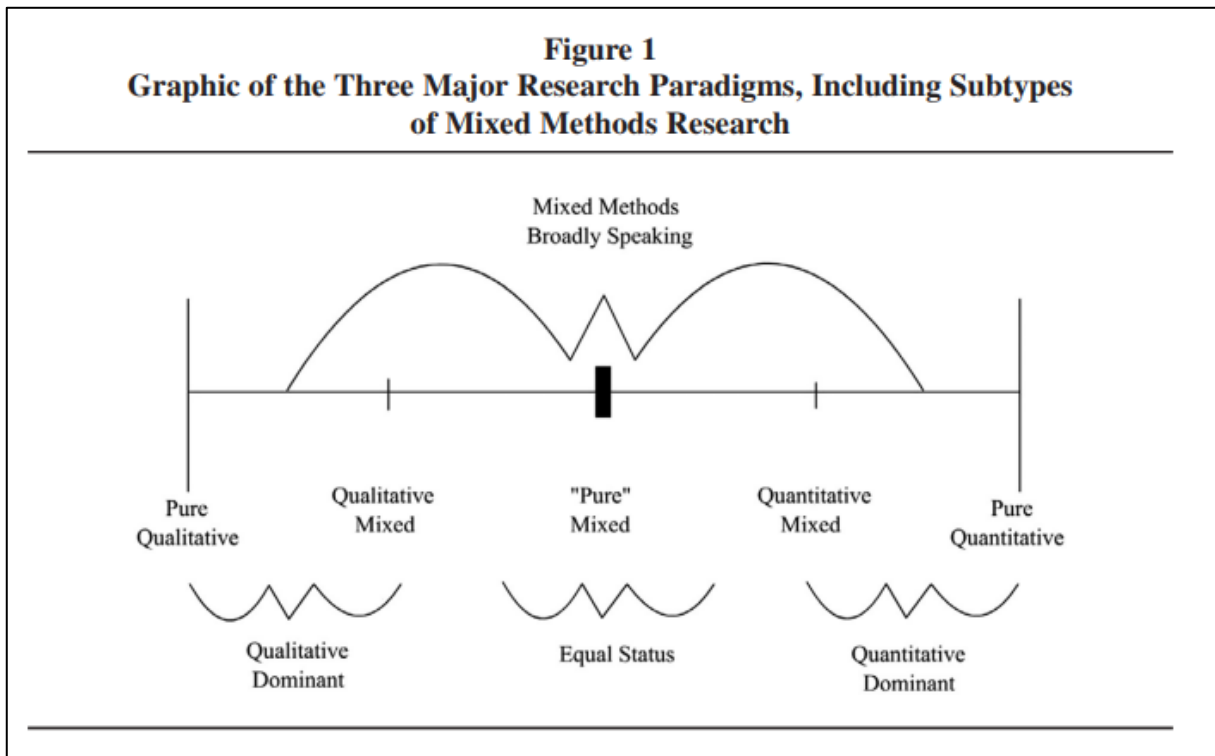 Figure 1
Graphic of the Three Major Research Paradigms, Including Subtypes
of Mixed Methods Research
Mixed Methods
Broadly Speaking
Pure
Qualitative
Qualitative
Mixed
"Pure"
Mixed
Quantitative
Mixed
Pure
Quantitative
Qualitative
Dominant
Equal Status
Quantitative
Dominant